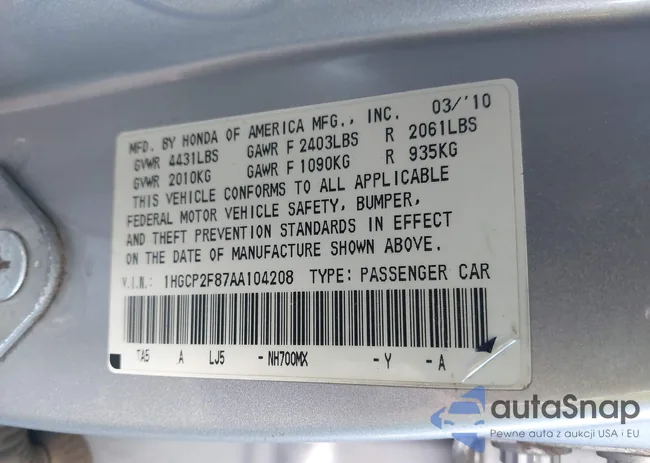 MFD. BY HONDA OF AMERICA MFG., INC. 03/'10
GVWR 4431LBS GAWR F 2403LBS R 2061LBS
GVWR 2010KG GAWR F 1090KG R 935KG
THIS VEHICLE CONFORMS TO ALL APPLICABLE
FEDERAL MOTOR VEHICLE SAFETY, BUMPER,
AND THEFT PREVENTION STANDARDS IN EFFECT
ON THE DATE OF MANUFACTURE SHOWN ABOVE.
V.I.N.: 1HGCP2F87AA104208 TYPE: PASSENGER CAR
TA5 A LJ5 -NH700MX -Y -A
autaSnap
Pewne auta z aukcji USA i EU